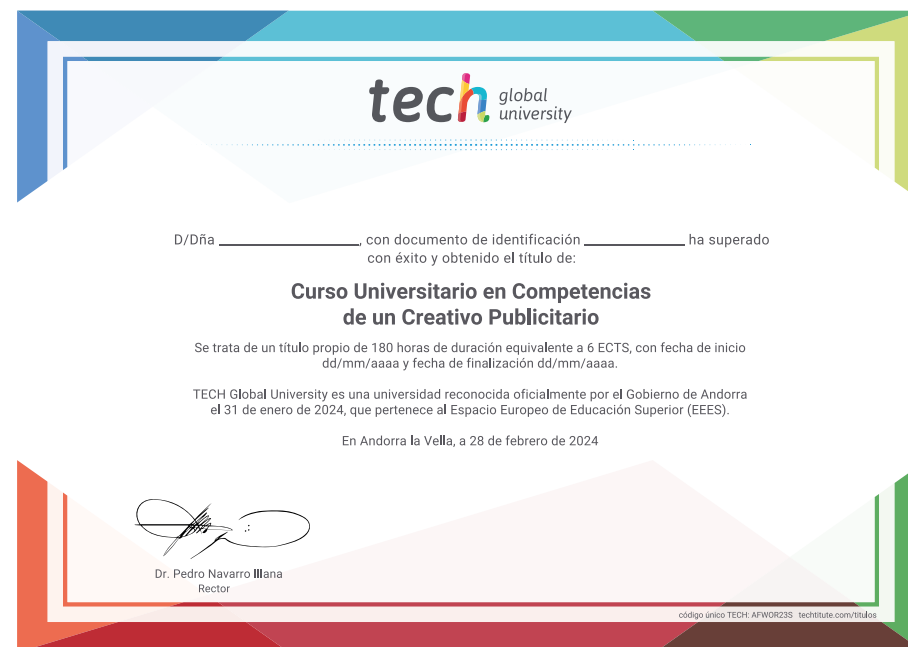 tech global university
D/Dña ____________________, con documento de identificación ______________ ha superado
con éxito y obtenido el título de:
Curso Universitario en Competencias
de un Creativo Publicitario
Se trata de un título propio de 180 horas de duración equivalente a 6 ECTS, con fecha de inicio
dd/mm/aaaa y fecha de finalización dd/mm/aaaa.
TECH Global University es una universidad reconocida oficialmente por el Gobierno de Andorra
el 31 de enero de 2024, que pertenece al Espacio Europeo de Educación Superior (EEES).
En Andorra la Vella, a 28 de febrero de 2024
Dr. Pedro Navarro Illana
Rector
código único TECH: AFWOR23S techtitute.com/titulos